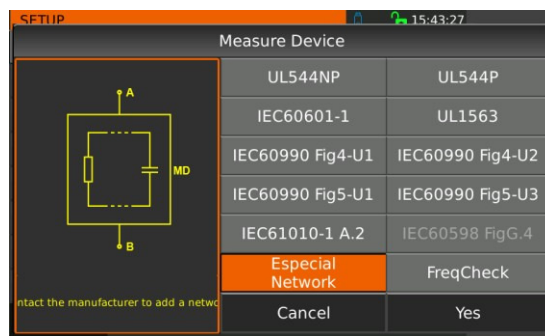 SETUP
15:43:27
Measure Device
UL544NP
UL544P
A
IEC60601-1
UL1563
MD
IEC60990 Fig4-U1
IEC60990 Fig4-U2
IEC60990 Fig5-U1
IEC60990 Fig5-U3
B
IEC61010-1 A.2
IEC60598 FigG.4
Especial
Network
FreqCheck
ntact the manufacturer to add a netwo
Cancel
Yes